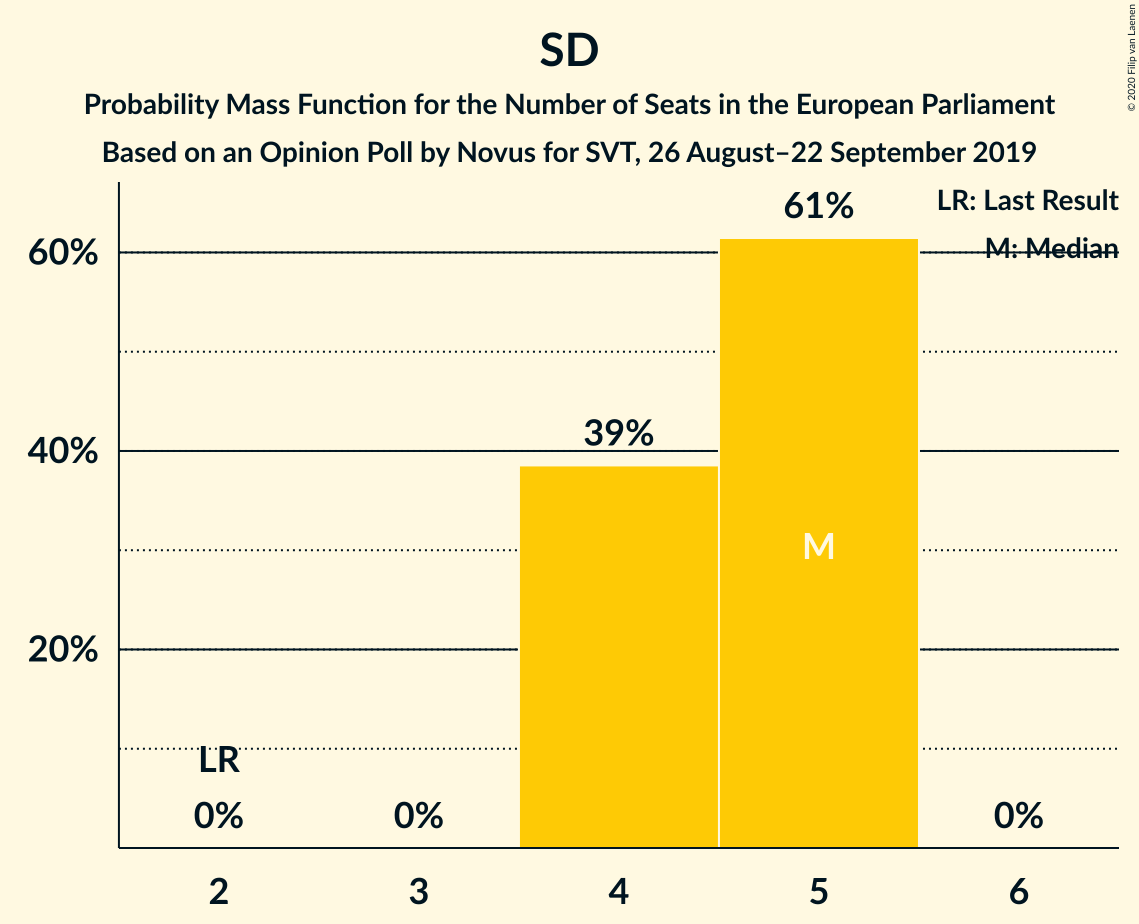 SD
Probability Mass Function for the Number of Seats in the European Parliament
Based on an Opinion Poll by Novus for SVT, 26 August–22 September 2019
© 2020 Filip van Laenen
LR: Last Result
M: Median
61%
60%
39%
40%
M
20%
LR
0%
0%
0%
2
3
4
5
6